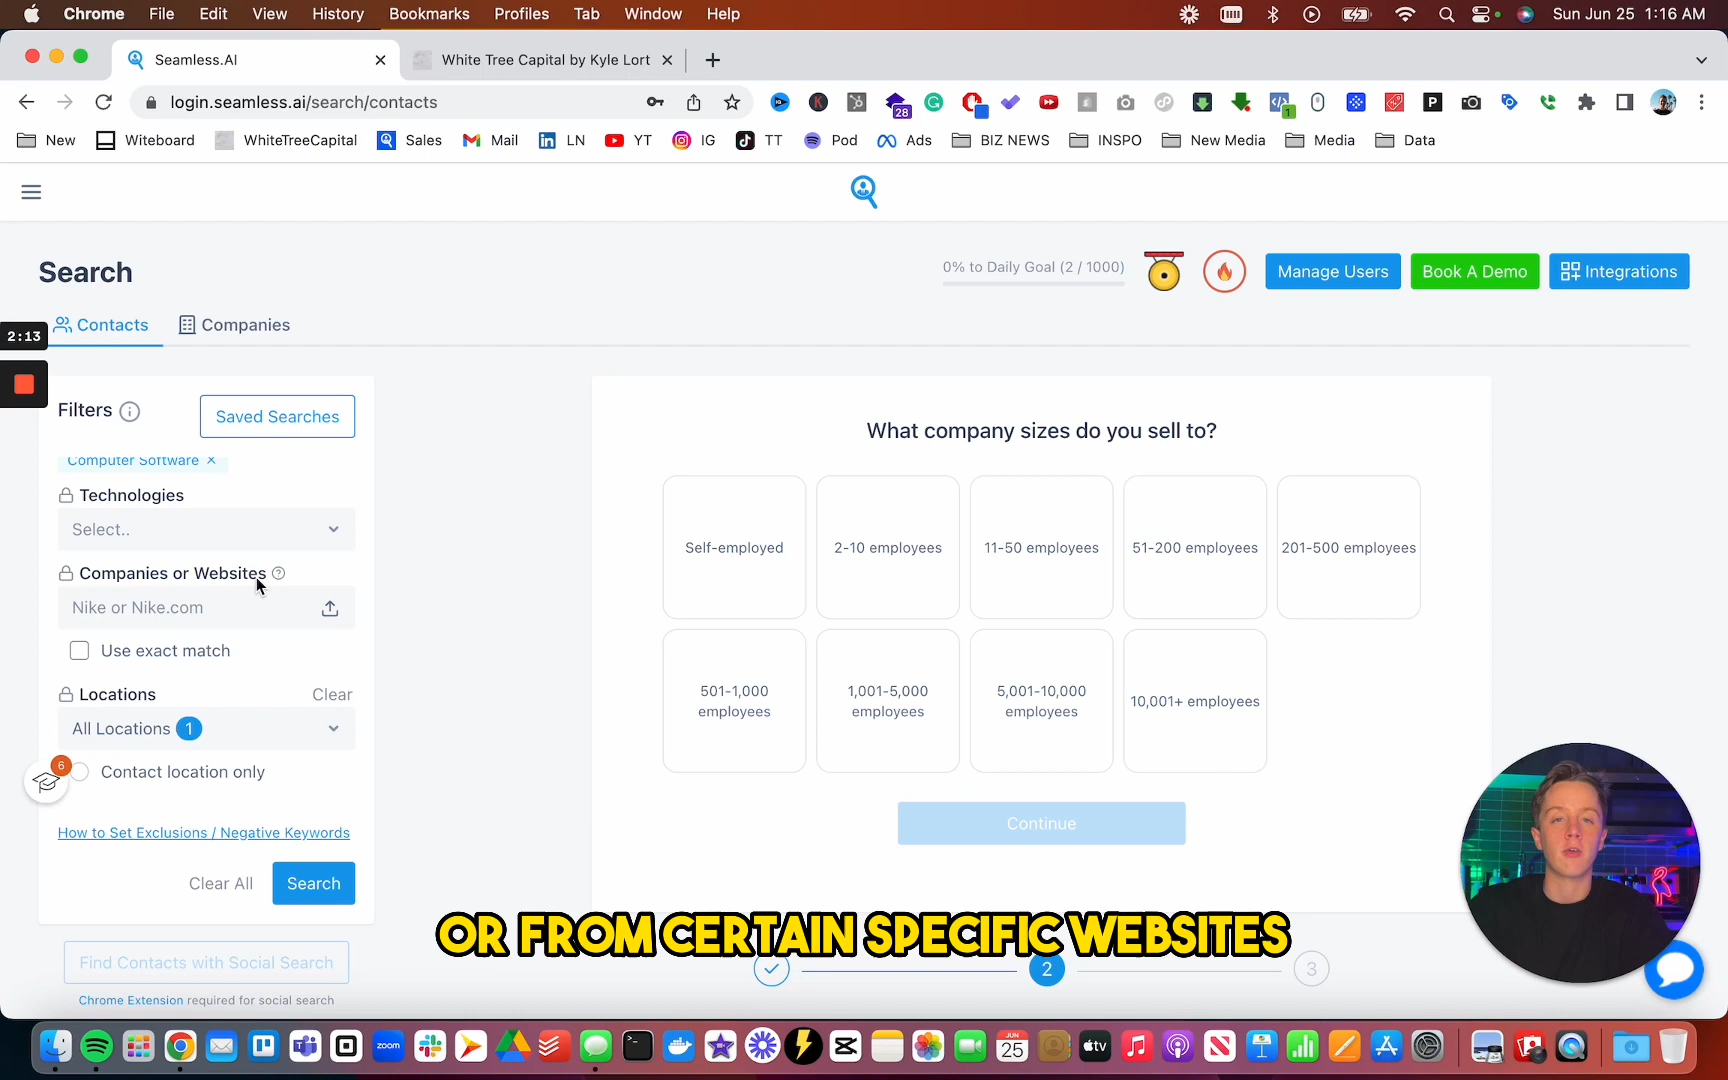 Chrome File Edit View History Bookmarks Profiles Tab Window Help Sun Jun 25 1:16 AM
Seamless.AI
White Tree Capital by Kyle Lort
login.seamless.ai/search/contacts
28
1
New Witeboard WhiteTreeCapital Sales Mail LN YT IG TT Pod Ads BIZ NEWS INSPO New Media Media Data
Search
0% to Daily Goal (2 / 1000)
Manage Users
Book A Demo
Integrations
2:13
Contacts
Companies
Filters
Saved Searches
Computer Software ×
Technologies
Select..
Companies or Websites
Nike or Nike.com
Use exact match
Locations
Clear
All Locations 1
6
Contact location only
How to Set Exclusions / Negative Keywords
Clear All
Search
Find Contacts with Social Search
Chrome Extension required for social search
What company sizes do you sell to?
Self-employed
2-10 employees
11-50 employees
51-200 employees
201-500 employees
501-1,000
employees
1,001-5,000
employees
5,001-10,000
employees
10,001+ employees
Continue
OR FROM CERTAIN SPECIFIC WEBSITES
2
3
zoom
JUN
25
tv